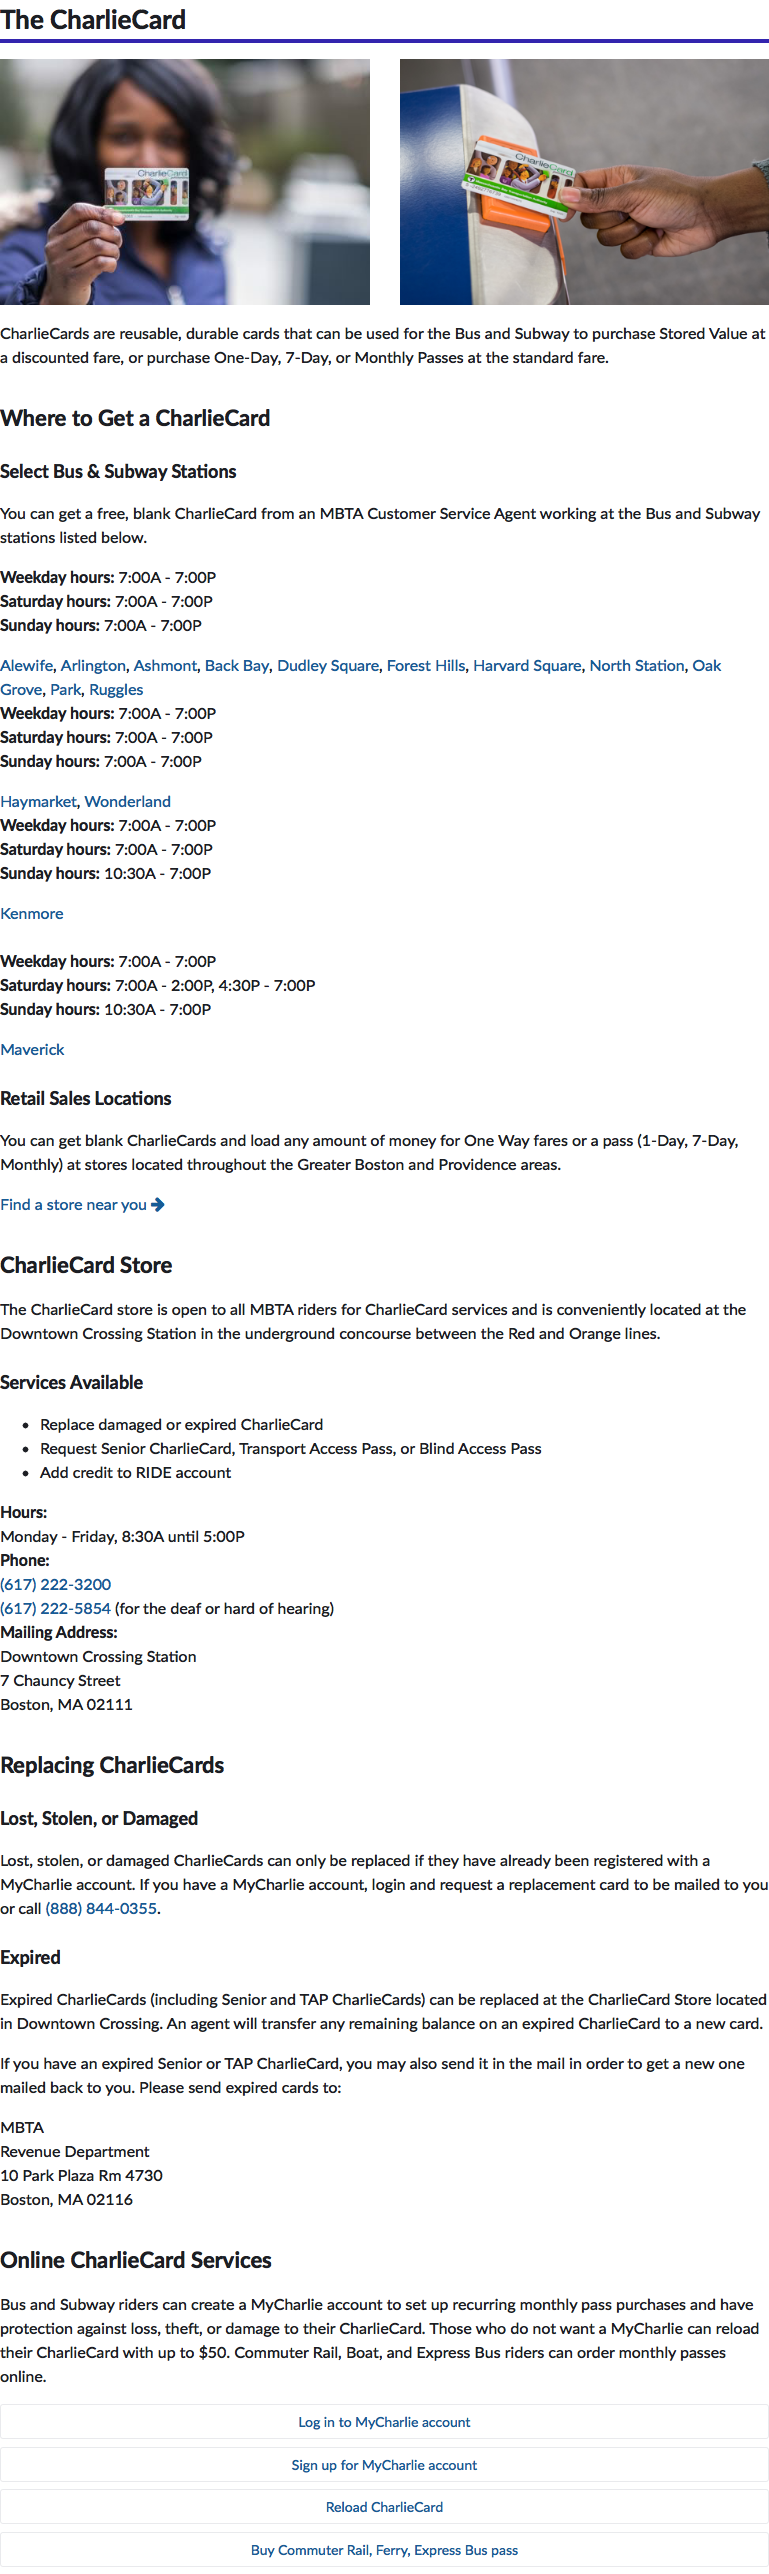 The CharlieCard
CharlieCard
CharlieCard
CharlieCards are reusable, durable cards that can be used for the Bus and Subway to purchase Stored Value at
a discounted fare, or purchase One-Day, 7-Day, or Monthly Passes at the standard fare.
Where to Get a CharlieCard
Select Bus & Subway Stations
You can get a free, blank CharlieCard from an MBTA Customer Service Agent working at the Bus and Subway
stations listed below.
Weekday hours: 7:00A - 7:00P
Saturday hours: 7:00A - 7:00P
Sunday hours: 7:00A - 7:00P
Alewife, Arlington, Ashmont, Back Bay, Dudley Square, Forest Hills, Harvard Square, North Station, Oak
Grove, Park, Ruggles
Weekday hours: 7:00A - 7:00P
Saturday hours: 7:00A - 7:00P
Sunday hours: 7:00A - 7:00P
Haymarket, Wonderland
Weekday hours: 7:00A - 7:00P
Saturday hours: 7:00A - 7:00P
Sunday hours: 10:30A - 7:00P
Kenmore
Weekday hours: 7:00A - 7:00P
Saturday hours: 7:00A - 2:00P, 4:30P - 7:00P
Sunday hours: 10:30A - 7:00P
Maverick
Retail Sales Locations
You can get blank CharlieCards and load any amount of money for One Way fares or a pass (1-Day, 7-Day,
Monthly) at stores located throughout the Greater Boston and Providence areas.
Find a store near you
CharlieCard Store
The CharlieCard store is open to all MBTA riders for CharlieCard services and is conveniently located at the
Downtown Crossing Station in the underground concourse between the Red and Orange lines.
Services Available
• Replace damaged or expired CharlieCard
• Request Senior CharlieCard, Transport Access Pass, or Blind Access Pass
• Add credit to RIDE account
Hours:
Monday - Friday, 8:30A until 5:00P
Phone:
(617) 222-3200
(617) 222-5854 (for the deaf or hard of hearing)
Mailing Address:
Downtown Crossing Station
7 Chauncy Street
Boston, MA 02111
Replacing CharlieCards
Lost, Stolen, or Damaged
Lost, stolen, or damaged CharlieCards can only be replaced if they have already been registered with a
MyCharlie account. If you have a MyCharlie account, login and request a replacement card to be mailed to you
or call (888) 844-0355.
Expired
Expired CharlieCards (including Senior and TAP CharlieCards) can be replaced at the CharlieCard Store located
in Downtown Crossing. An agent will transfer any remaining balance on an expired CharlieCard to a new card.
If you have an expired Senior or TAP CharlieCard, you may also send it in the mail in order to get a new one
mailed back to you. Please send expired cards to:
MBTA
Revenue Department
10 Park Plaza Rm 4730
Boston, MA 02116
Online CharlieCard Services
Bus and Subway riders can create a MyCharlie account to set up recurring monthly pass purchases and have
protection against loss, theft, or damage to their CharlieCard. Those who do not want a MyCharlie can reload
their CharlieCard with up to $50. Commuter Rail, Boat, and Express Bus riders can order monthly passes
online.
Log in to MyCharlie account
Sign up for MyCharlie account
Reload CharlieCard
Buy Commuter Rail, Ferry, Express Bus pass